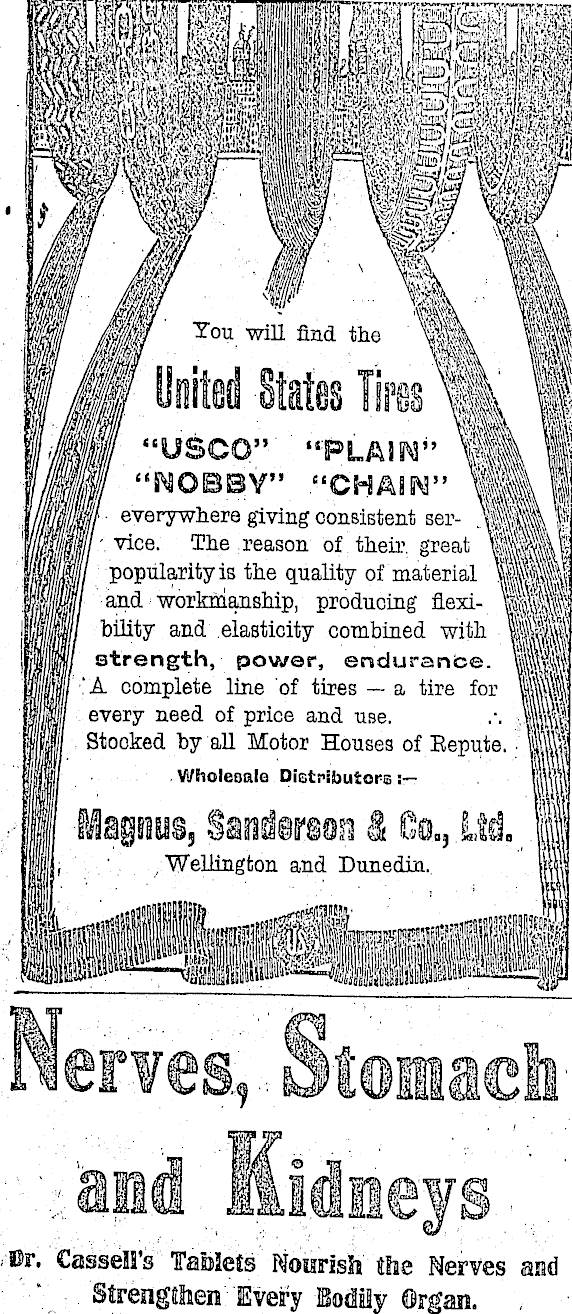 You will find the
United States Tires
“USCO” “PLAIN”
“NOBBY” “CHAIN”
everywhere giving consistent ser-
vice. The reason of their great
popularity is the quality of material
and workmanship, producing flexi-
bility and elasticity combined with
strength, power, endurance.
A complete line of tires — a tire for
every need of price and use. ∴
Stocked by all Motor Houses of Repute.
Wholesale Distributors :—
Magnus, Sanderson & Co., Ltd.
Wellington and Dunedin.
US
Nerves, Stomach
and Kidneys
Dr. Cassell's Tablets Nourish the Nerves and
Strengthen Every Bodily Organ.